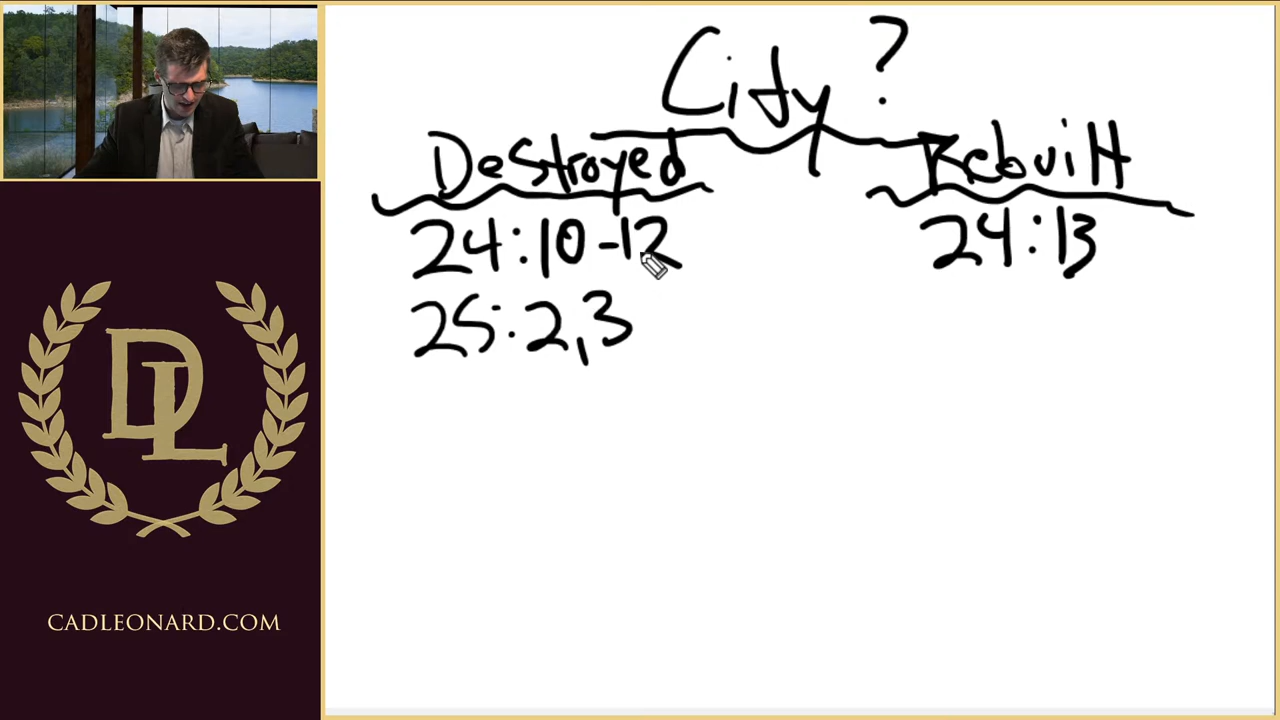 City?
Destroyed
Rebuilt
24:10-12
24:13
25:2,3
DL
CADLEONARD.COM